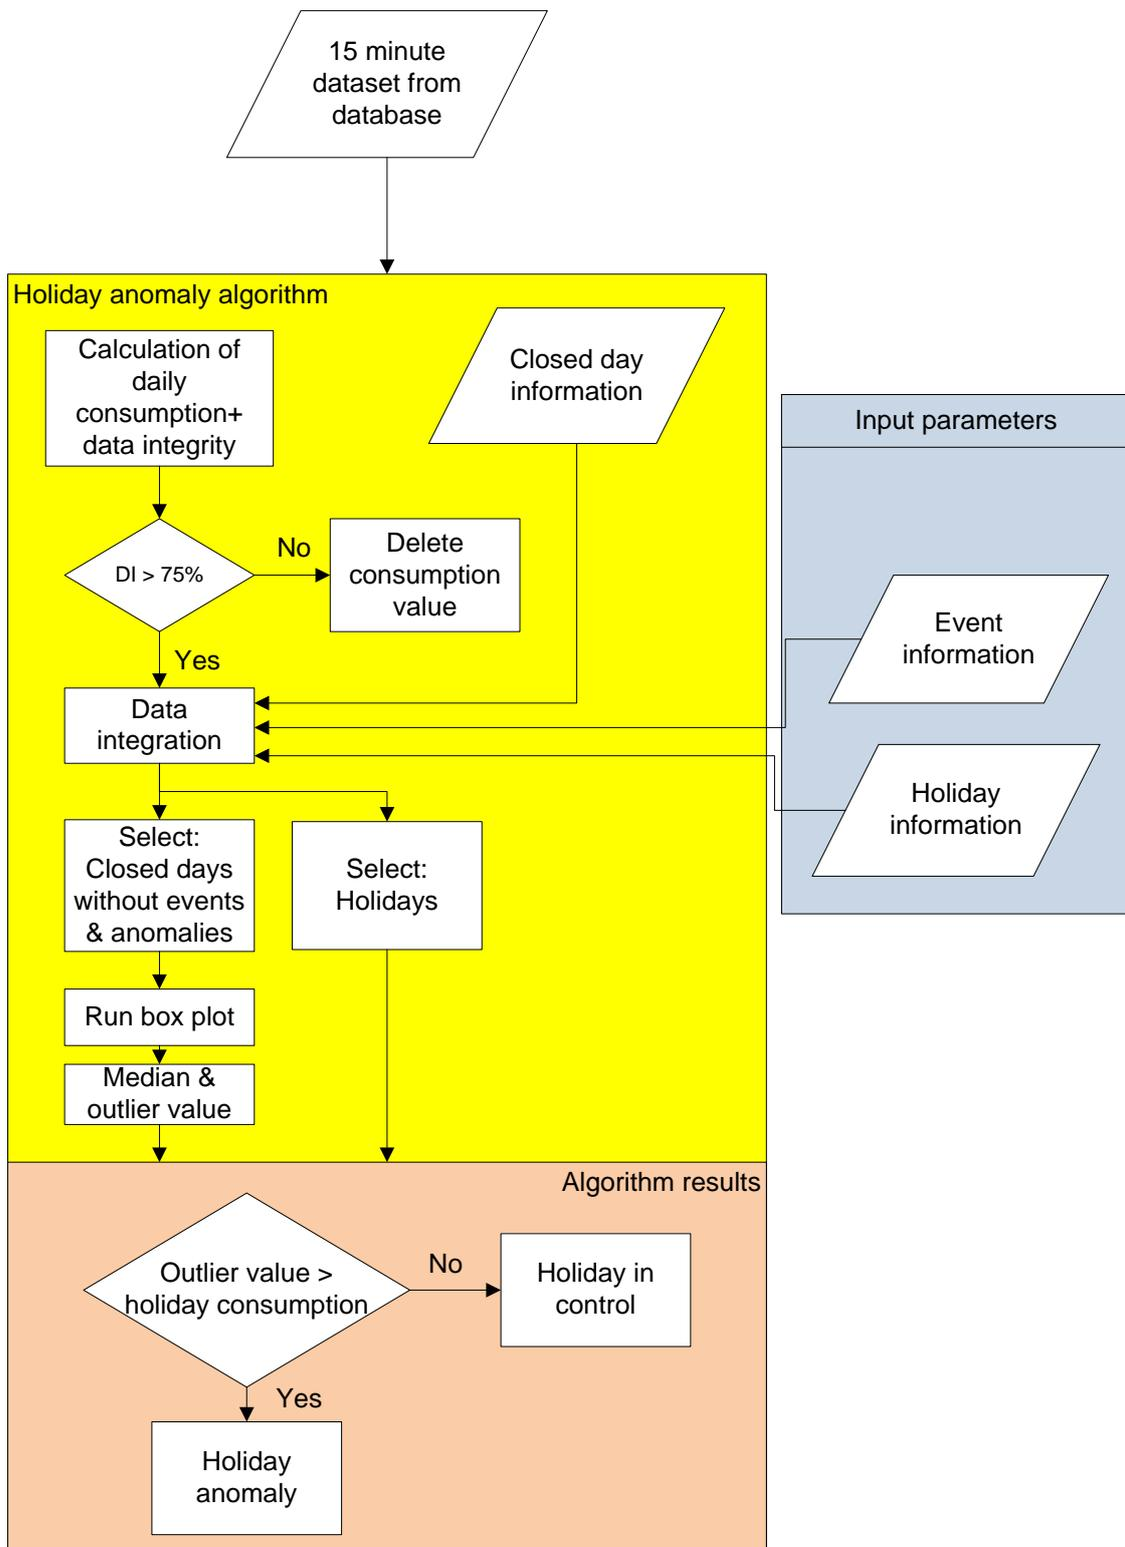 15 minute
dataset from
database
Holiday anomaly algorithm
Calculation of
daily
consumption+
data integrity
Closed day
information
Input parameters
DI > 75%
No
Delete
consumption
value
Event
information
Yes
Data
integration
Holiday
information
Select:
Closed days
without events
& anomalies
Select:
Holidays
Run box plot
Median &
outlier value
Algorithm results
Outlier value >
holiday consumption
No
Holiday in
control
Yes
Holiday
anomaly